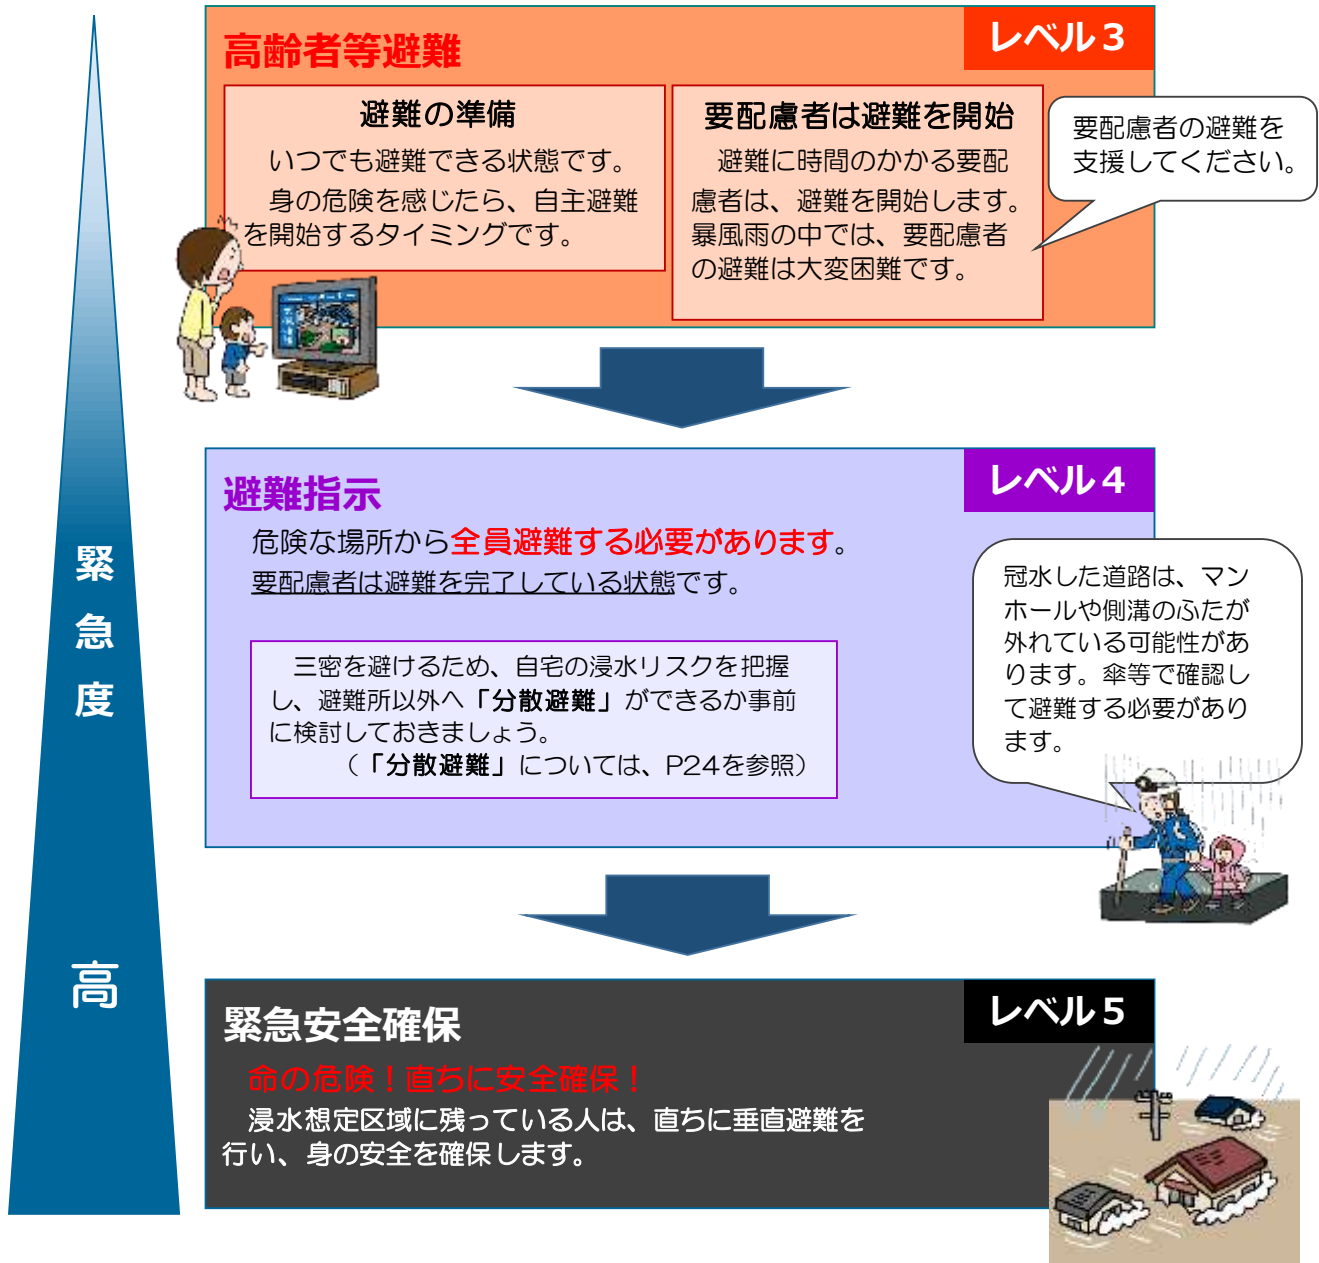 高齢者等避難
レベル3
避難の準備
いつでも避難できる状態です。
身の危険を感じたら、自主避難
を開始するタイミングです。
要配慮者は避難を開始
避難に時間のかかる要配
慮者は、避難を開始します。
暴風雨の中では、要配慮者
の避難は大変困難です。
要配慮者の避難を
支援してください。
緊急度
高
避難指示
レベル4
危険な場所から全員避難する必要があります。
要配慮者は避難を完了している状態です。
三密を避けるため、自宅の浸水リスクを把握
し、避難所以外へ「分散避難」ができるか事前
に検討しておきましょう。
(「分散避難」については、P24を参照)
冠水した道路は、マン
ホールや側溝のふたが
外れている可能性があ
ります。傘等で確認し
て避難する必要があり
ます。
緊急安全確保
レベル5
命の危険！直ちに安全確保！
浸水想定区域に残っている人は、直ちに垂直避難を
行い、身の安全を確保します。